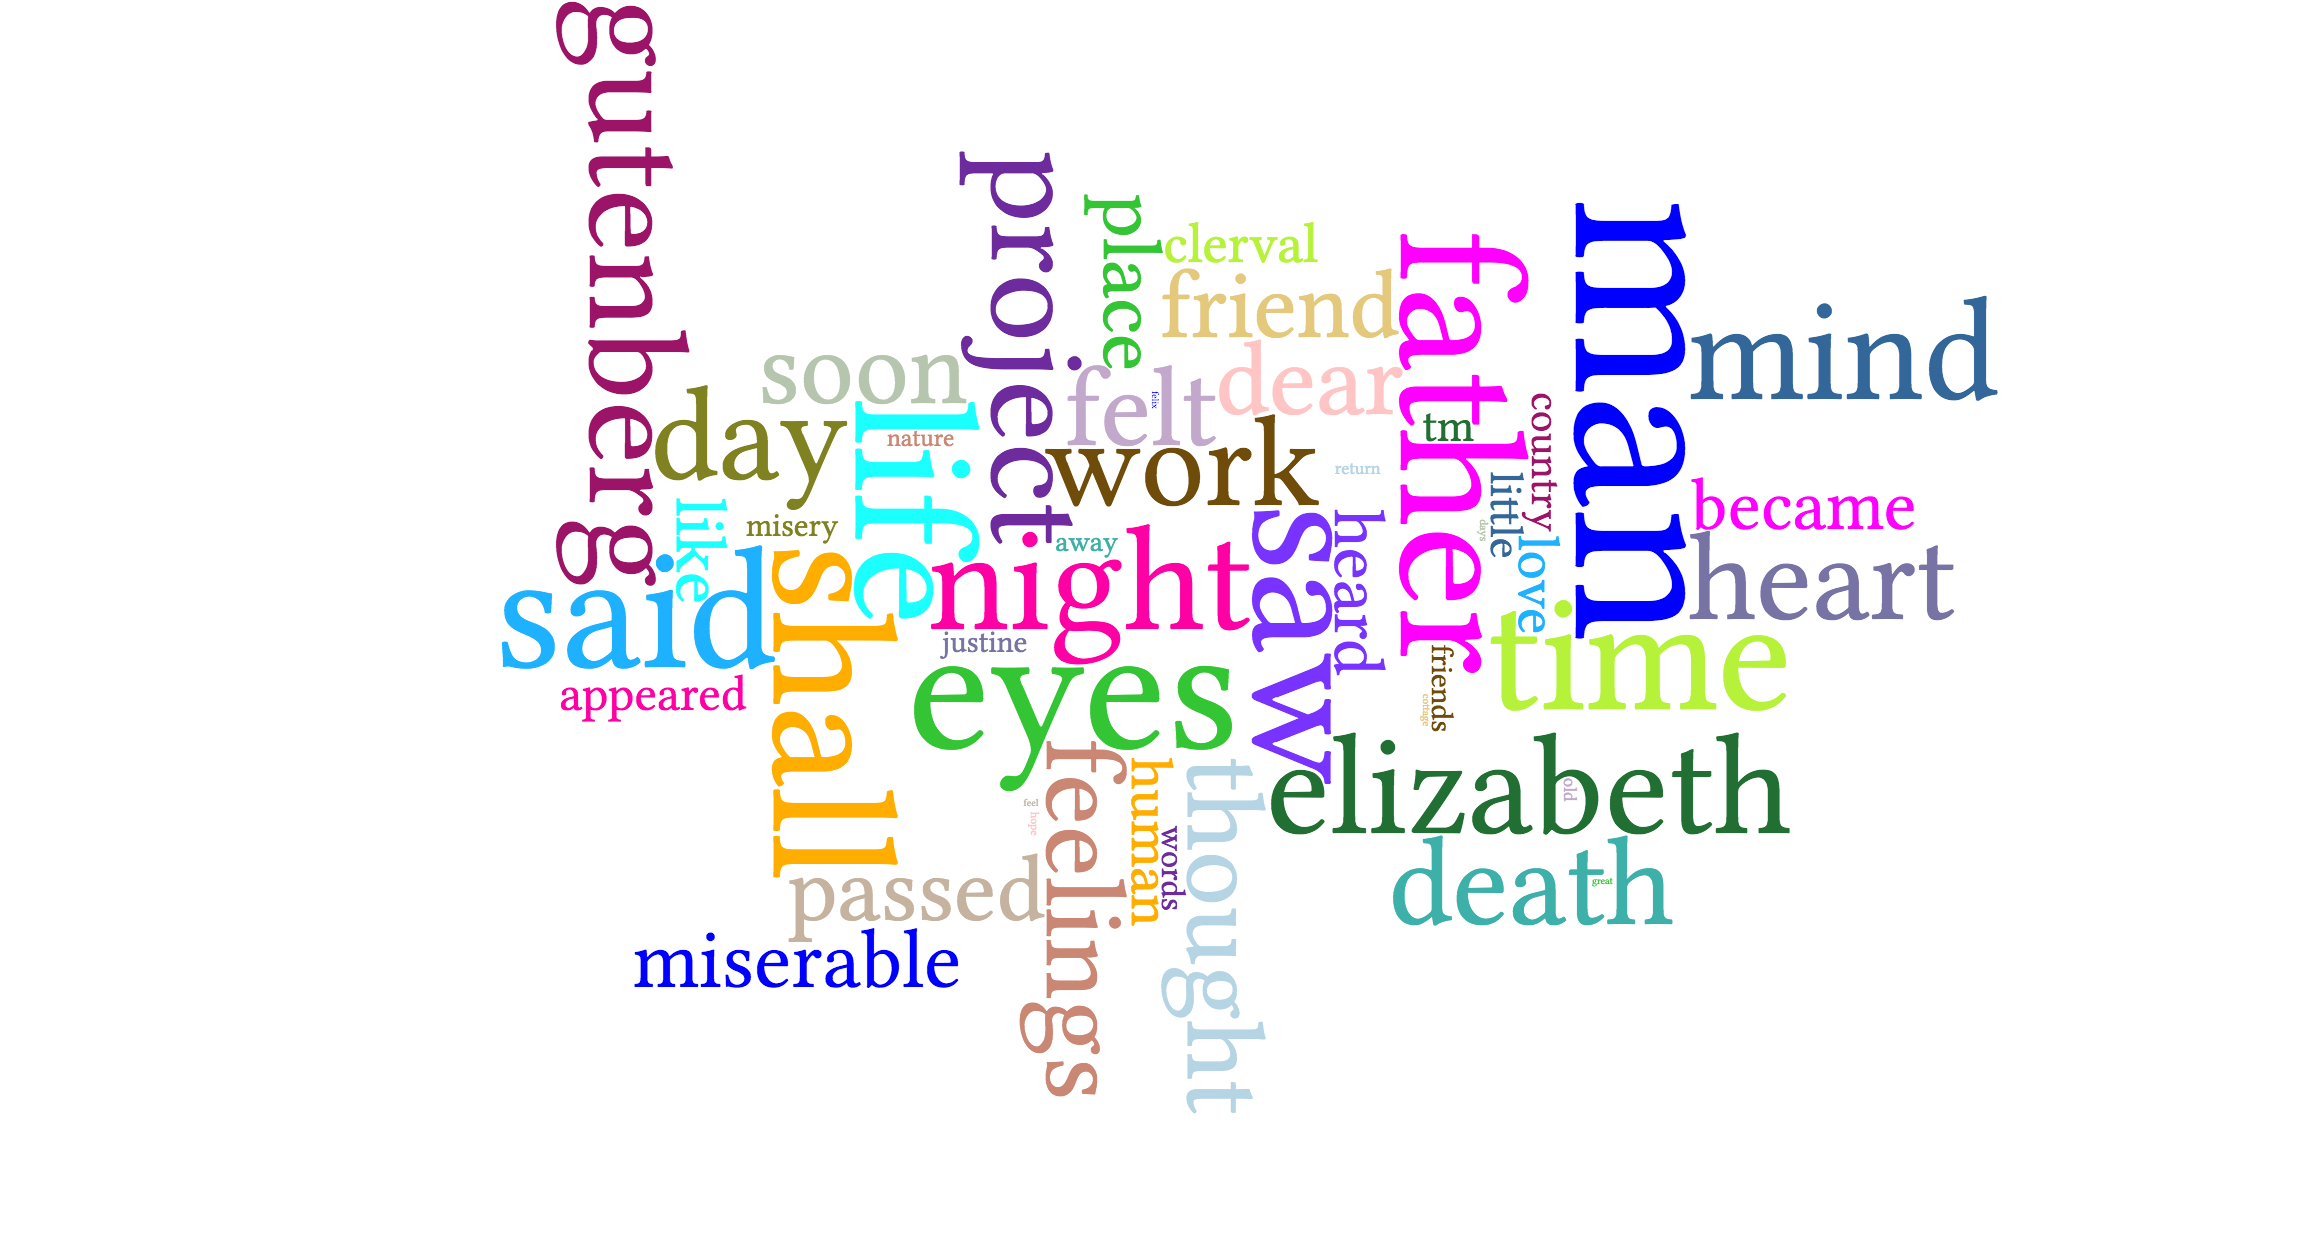 gutenberg
project
place
clerval
friend
father
man
mind
soon
dear
felt
felix
day
life
nature
tm
country
work
return
little
like
misery
became
days
away
saw
heard
love
heart
said
shall
night
time
justine
friends
eyes
appeared
cottage
elizabeth
feelings
human
thought
old
feel
hope
words
death
great
passed
miserable